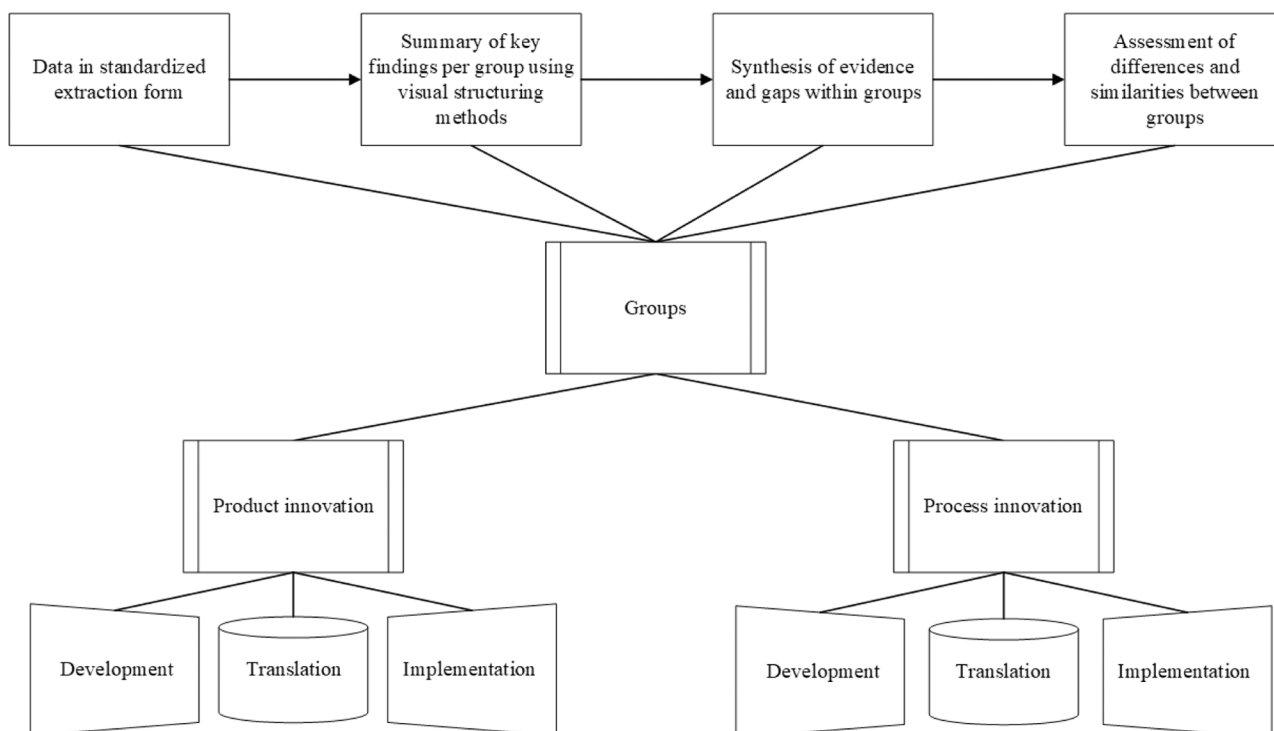 Data in standardized
extraction form
Summary of key
findings per group using
visual structuring
methods
Synthesis of evidence
and gaps within groups
Assessment of
differences and
similarities between
groups
Groups
Product innovation
Process innovation
Development
Translation
Implementation
Development
Translation
Implementation